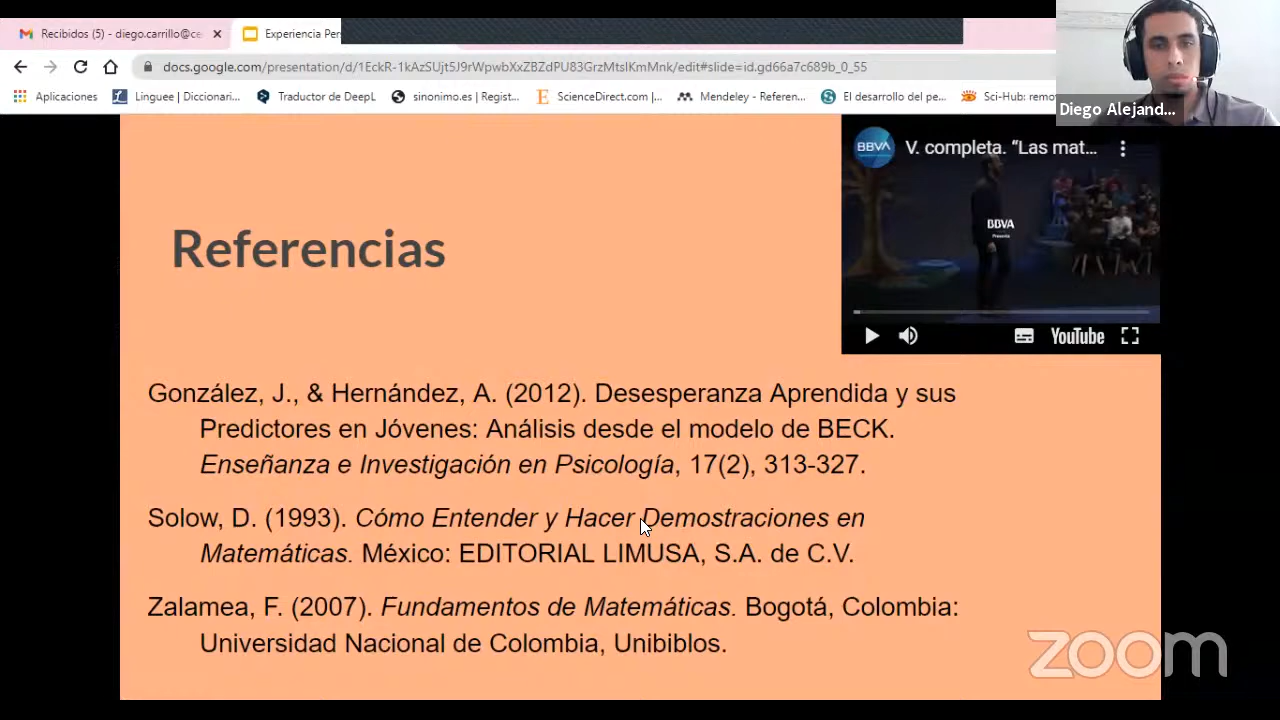 Recibidos (5) - diego.carrillo@ce
Experiencia Per
docs.google.com/presentation/d/1EckR-1kAzSUjt5J9rWpwbXxZBZdPU83GrzMtslKmMnk/edit#slide=id.gd66a7c689b_0_55
Aplicaciones
Linguee | Diccionari...
Traductor de DeepL
sinonimo.es | Regist...
ScienceDirect.com |...
Mendeley - Referen...
El desarrollo del pe...
Sci-Hub: remo
Diego Alejand...
BBVA
V. completa. “Las mat...
BBVA
Presenta
YouTube
Referencias
González, J., & Hernández, A. (2012). Desesperanza Aprendida y sus
Predictores en Jóvenes: Análisis desde el modelo de BECK.
Enseñanza e Investigación en Psicología, 17(2), 313-327.
Solow, D. (1993). Cómo Entender y Hacer Demostraciones en
Matemáticas. México: EDITORIAL LIMUSA, S.A. de C.V.
Zalamea, F. (2007). Fundamentos de Matemáticas. Bogotá, Colombia:
Universidad Nacional de Colombia, Unibiblos.
zoom